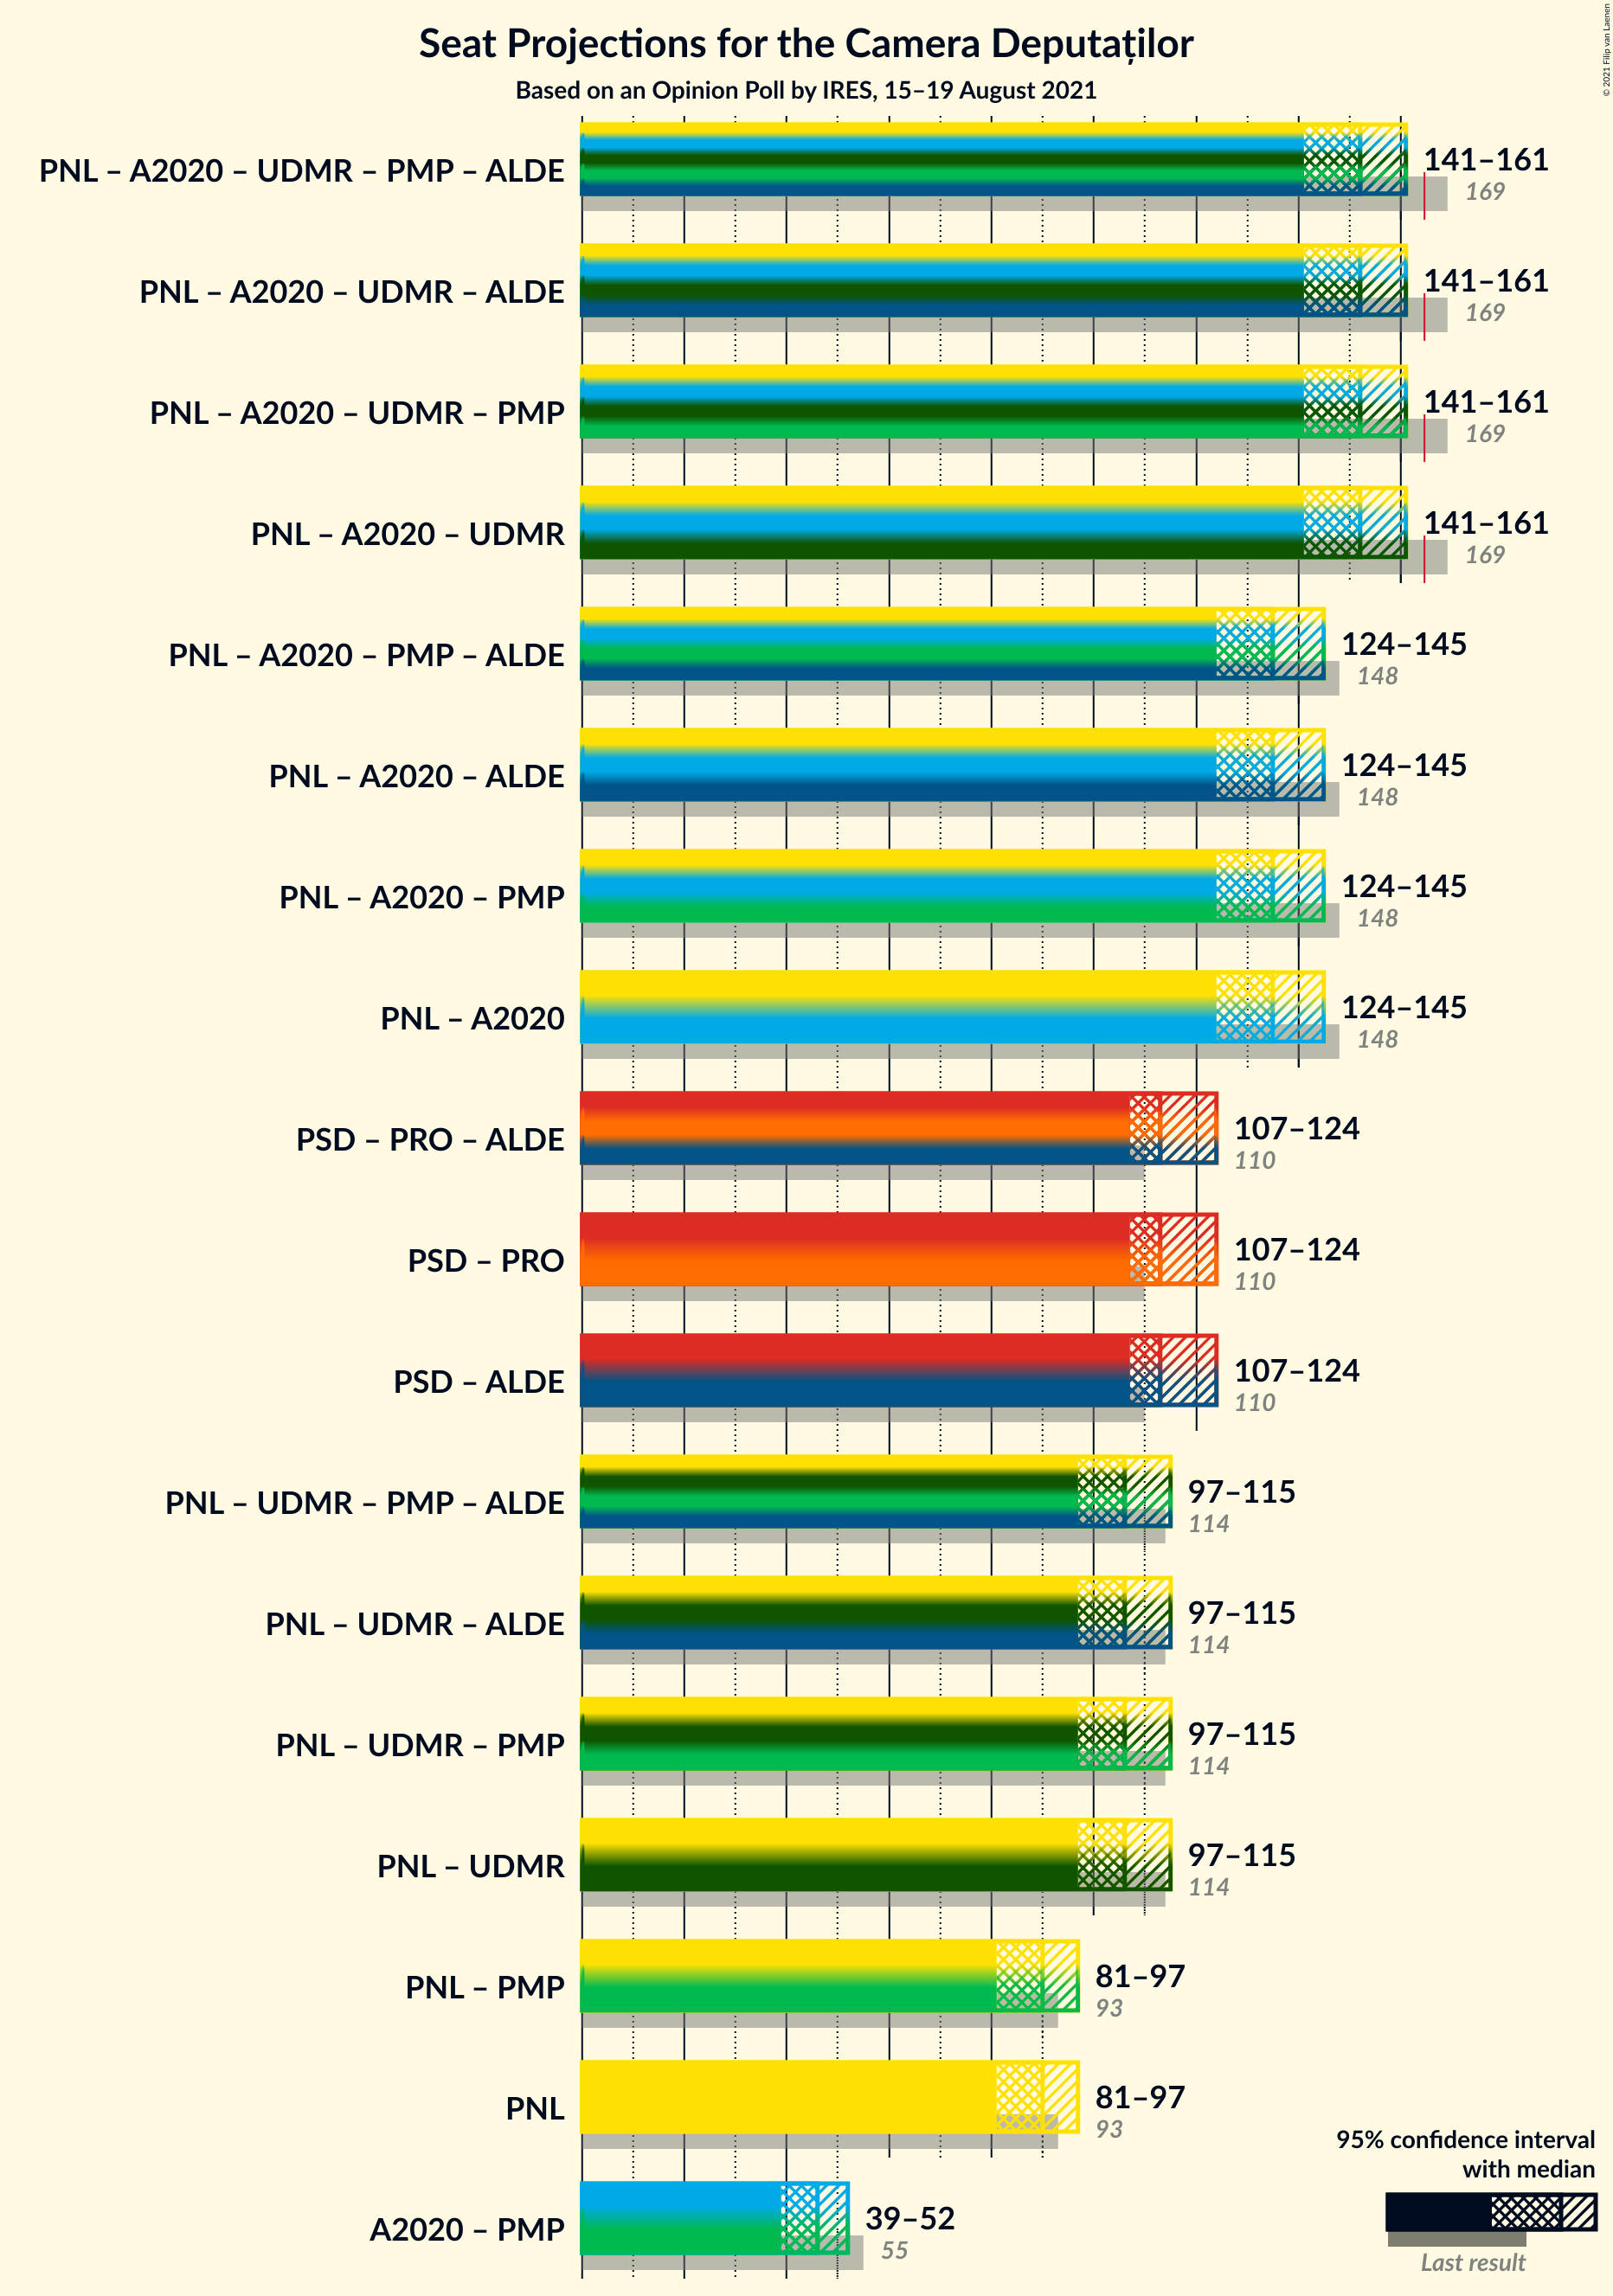 Seat Projections for the Camera Deputaților
Based on an Opinion Poll by IRES, 15–19 August 2021
© 2021 Filip van Laenen
PNL – A2020 – UDMR – PMP – ALDE
141–161
169
PNL – A2020 – UDMR – ALDE
141–161
169
PNL – A2020 – UDMR – PMP
141–161
169
PNL – A2020 – UDMR
141–161
169
PNL – A2020 – PMP – ALDE
124–145
148
PNL – A2020 – ALDE
124–145
148
PNL – A2020 – PMP
124–145
148
PNL – A2020
124–145
148
PSD – PRO – ALDE
107–124
110
PSD – PRO
107–124
110
PSD – ALDE
107–124
110
PNL – UDMR – PMP – ALDE
97–115
114
PNL – UDMR – ALDE
97–115
114
PNL – UDMR – PMP
97–115
114
PNL – UDMR
97–115
114
PNL – PMP
81–97
93
PNL
81–97
93
A2020 – PMP
39–52
55
95% confidence interval
with median
Last result